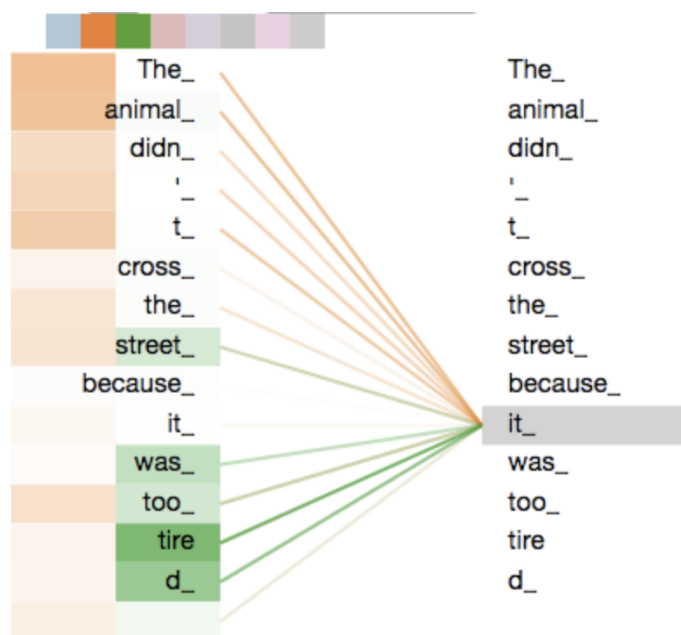 The_ The_
animal_ animal_
didn_ didn_
'_ '_
t_ t_
cross_ cross_
the_ the_
street_ street_
because_ because_
it_ it_
was_ was_
too_ too_
tire tire
d_ d_